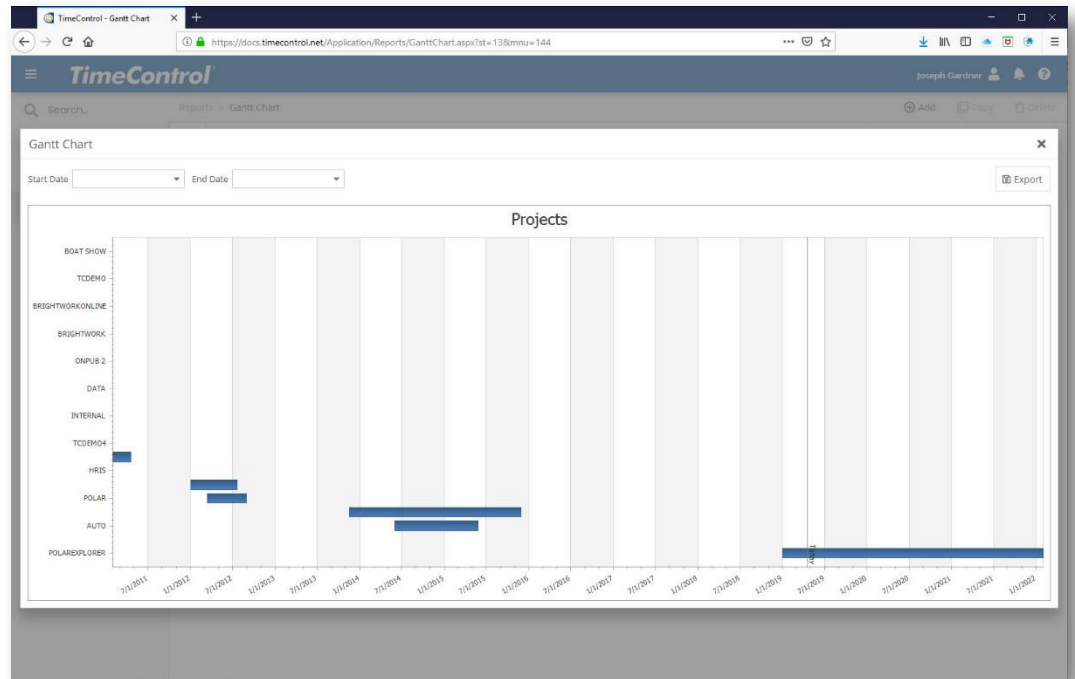 TimeControl - Gantt Chart
https://docs.timecontrol.net/Application/Reports/GanttChart.aspx?st=138&mnu=144
TimeControl
Joseph Gardner
Search..
Reports > Gantt Chart
Add
Copy
Delete
Gantt Chart
Start Date
End Date
Export
Projects
BOAT SHOW
TCDEMO
BRIGHTWORKONLINE
BRIGHTWORK
ONPUB 2
DATA
INTERNAL
TCDEMO4
HRIS
POLAR
AUTO
POLAREXPLORER
Today
7/1/2011 1/1/2012 7/1/2012 1/1/2013 7/1/2013 1/1/2014 7/1/2014 1/1/2015 7/1/2015 1/1/2016 7/1/2016 1/1/2017 7/1/2017 1/1/2018 7/1/2018 1/1/2019 7/1/2019 1/1/2020 7/1/2020 1/1/2021 7/1/2021 1/1/2022